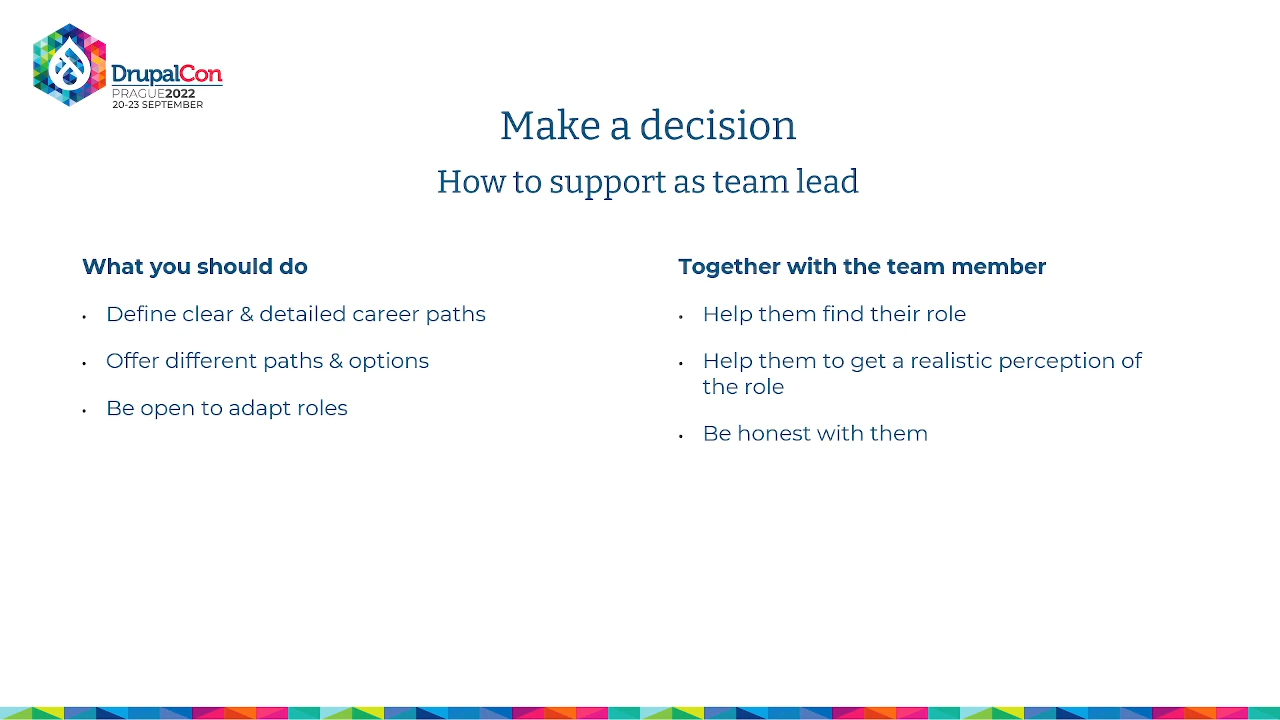 DrupalCon
PRAGUE2022
20-23 SEPTEMBER
Make a decision
How to support as team lead
What you should do
• Define clear & detailed career paths
• Offer different paths & options
• Be open to adapt roles
Together with the team member
• Help them find their role
• Help them to get a realistic perception of
the role
• Be honest with them